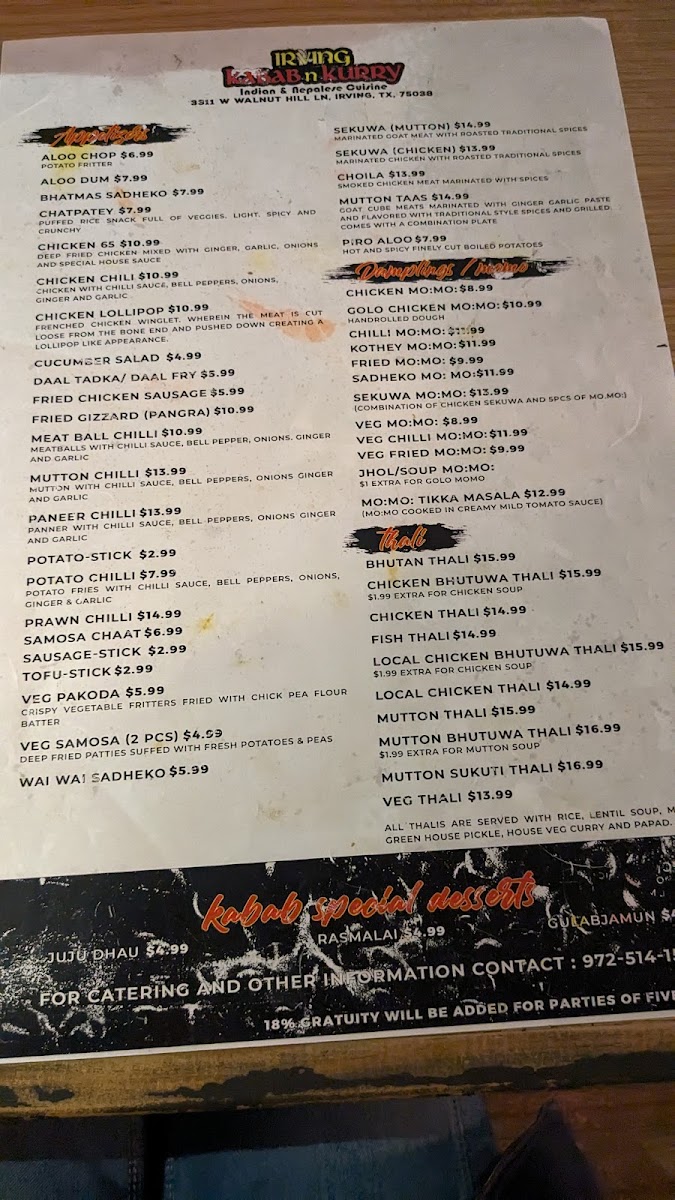 IRVING
KABAB n KURRY
Indian & Nepalese Cuisine
3311 W WALNUT HILL LN, IRVING, TX, 75038
Appetizers
ALOO CHOP $6.99
POTATO FRITTER
ALOO DUM $7.99
BHATMAS SADHEKO $7.99
CHATPATEY $7.99
PUFFED RICE SNACK FULL OF VEGGIES. LIGHT, SPICY AND
CRUNCHY
CHICKEN 65 $10.99
DEEP FRIED CHICKEN MIXED WITH GINGER, GARLIC, ONIONS
AND SPECIAL HOUSE SAUCE
CHICKEN CHILI $10.99
CHICKEN WITH CHILLI SAUCE, BELL PEPPERS, ONIONS,
GINGER AND GARLIC
CHICKEN LOLLIPOP $10.99
FRENCHED CHICKEN WINGLET, WHEREIN THE MEAT IS CUT
LOOSE FROM THE BONE END AND PUSHED DOWN CREATING A
LOLLIPOP LIKE APPEARANCE.
CUCUMBER SALAD $4.99
DAAL TADKA/ DAAL FRY $5.99
FRIED CHICKEN SAUSAGE $5.99
FRIED GIZZARD (PANGRA) $10.99
MEAT BALL CHILLI $10.99
MEATBALLS WITH CHILLI SAUCE, BELL PEPPER, ONIONS. GINGER
AND GARLIC
MUTTON CHILLI $13.99
MUTTON WITH CHILLI SAUCE, BELL PEPPERS, ONIONS GINGER
AND GARLIC
PANEER CHILLI $13.99
PANNER WITH CHILLI SAUCE, BELL PEPPERS, ONIONS GINGER
AND GARLIC
POTATO-STICK $2.99
POTATO CHILLI $7.99
POTATO FRIES WITH CHILLI SAUCE, BELL PEPPERS, ONIONS,
GINGER & GARLIC
PRAWN CHILLI $14.99
SAMOSA CHAAT $6.99
SAUSAGE-STICK $2.99
TOFU-STICK $2.99
VEG PAKODA $5.99
CRISPY VEGETABLE FRITTERS FRIED WITH CHICK PEA FLOUR
BATTER
VEG SAMOSA (2 PCS) $4.99
DEEP FRIED PATTIES SUFFED WITH FRESH POTATOES & PEAS
WAI WAI SADHEKO $5.99
SEKUWA (MUTTON) $14.99
MARINATED GOAT MEAT WITH ROASTED TRADITIONAL SPICES
SEKUWA (CHICKEN) $13.99
MARINATED CHICKEN WITH ROASTED TRADITIONAL SPICES
CHOILA $13.99
SMOKED CHICKEN MEAT MARINATED WITH SPICES
MUTTON TAAS $14.99
GOAT CUBE MEATS MARINATED WITH GINGER GARLIC PASTE
AND FLAVORED WITH TRADITIONAL STYLE SPICES AND GRILLED.
COMES WITH A COMBINATION PLATE
PIRO ALOO $7.99
HOT AND SPICY FINELY CUT BOILED POTATOES
Dumplings / momo
CHICKEN MO:MO: $8.99
GOLO CHICKEN MO:MO: $10.99
HANDROLLED DOUGH
CHILLI MO:MO: $11.99
KOTHEY MO:MO: $11.99
FRIED MO:MO: $9.99
SADHEKO MO: MO: $11.99
SEKUWA MO:MO: $13.99
(COMBINATION OF CHICKEN SEKUWA AND 5PCS OF MO.MO:)
VEG MO:MO: $8.99
VEG CHILLI MO:MO: $11.99
VEG FRIED MO:MO: $9.99
JHOL/SOUP MO:MO:
$1 EXTRA FOR GOLO MOMO
MO:MO: TIKKA MASALA $12.99
(MO:MO COOKED IN CREAMY MILD TOMATO SAUCE)
thali
BHUTAN THALI $15.99
CHICKEN BHUTUWA THALI $15.99
$1.99 EXTRA FOR CHICKEN SOUP
CHICKEN THALI $14.99
FISH THALI $14.99
LOCAL CHICKEN BHUTUWA THALI $15.99
$1.99 EXTRA FOR CHICKEN SOUP
LOCAL CHICKEN THALI $14.99
MUTTON THALI $15.99
MUTTON BHUTUWA THALI $16.99
$1.99 EXTRA FOR MUTTON SOUP
MUTTON SUKUTI THALI $16.99
VEG THALI $13.99
ALL THALIS ARE SERVED WITH RICE, LENTIL SOUP, M
GREEN HOUSE PICKLE, HOUSE VEG CURRY AND PAPAD.
kabab special desserts
JUJU DHAU $4.99
RASMALAI $4.99
GULABJAMUN $4
FOR CATERING AND OTHER INFORMATION CONTACT : 972-514-15
18% GRATUITY WILL BE ADDED FOR PARTIES OF FIVE